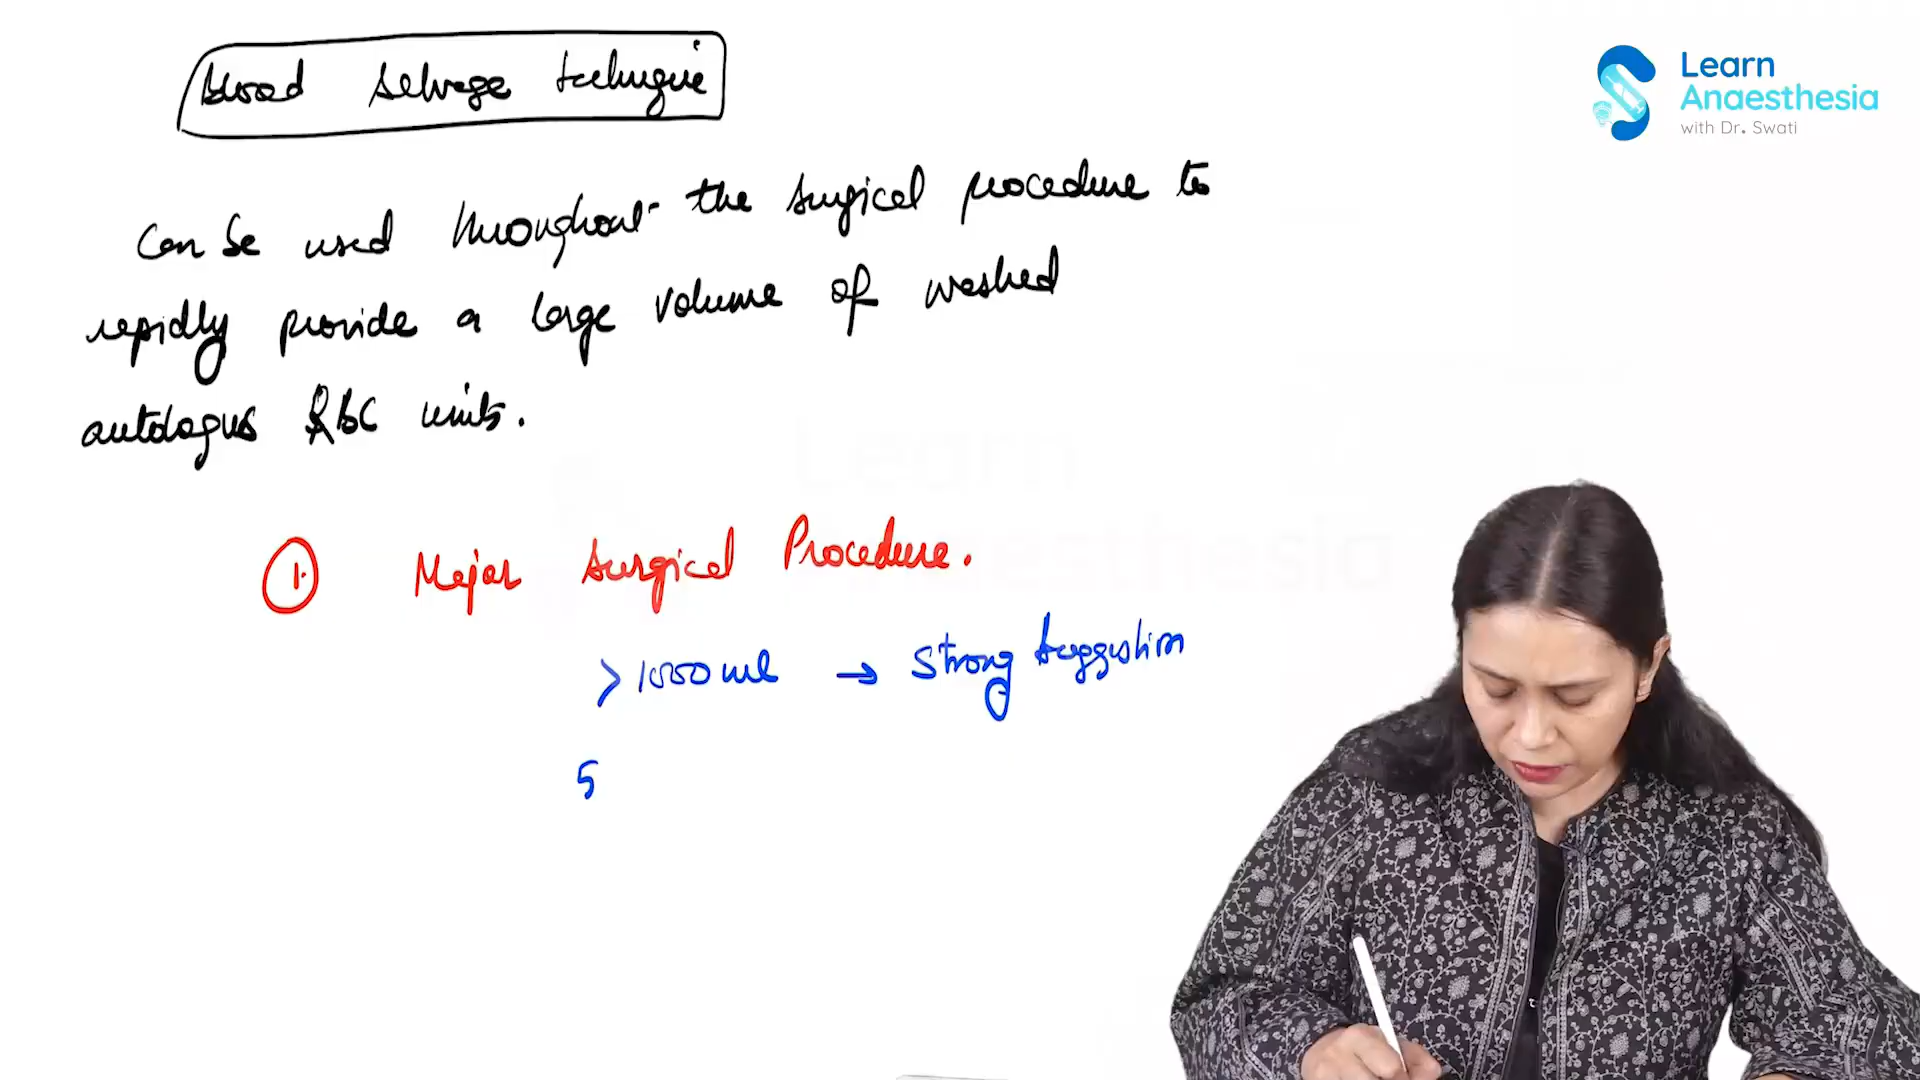 Blood Salvage technique
Learn
Anaesthesia
with Dr. Swati
Can be used throughout the surgical procedure to
rapidly provide a large volume of washed
autologus RBC units.
1. Major Surgical Procedure.
> 1000 ml → Strong suggestion
5